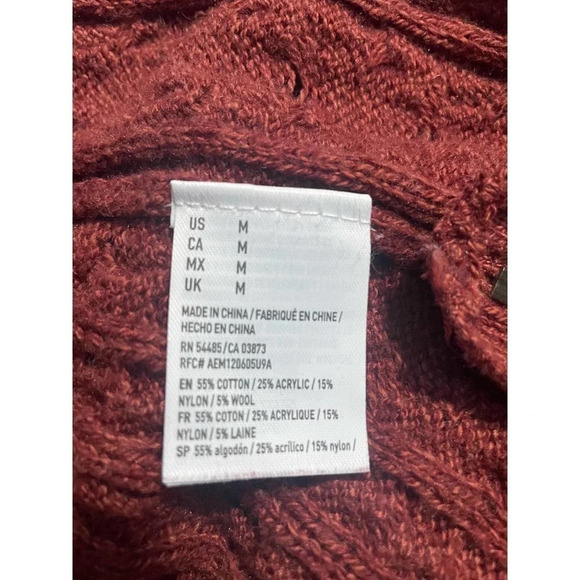 US M
CA M
MX M
UK M
MADE IN CHINA / FABRIQUÉ EN CHINE /
HECHO EN CHINA
RN 54485/CA 03873
RFC# AEM120605U9A
EN 55% COTTON / 25% ACRYLIC / 15%
NYLON / 5% WOOL
FR 55% COTON / 25% ACRYLIQUE / 15%
NYLON / 5% LAINE
SP 55% algodón / 25% acrílico / 15% nylon /